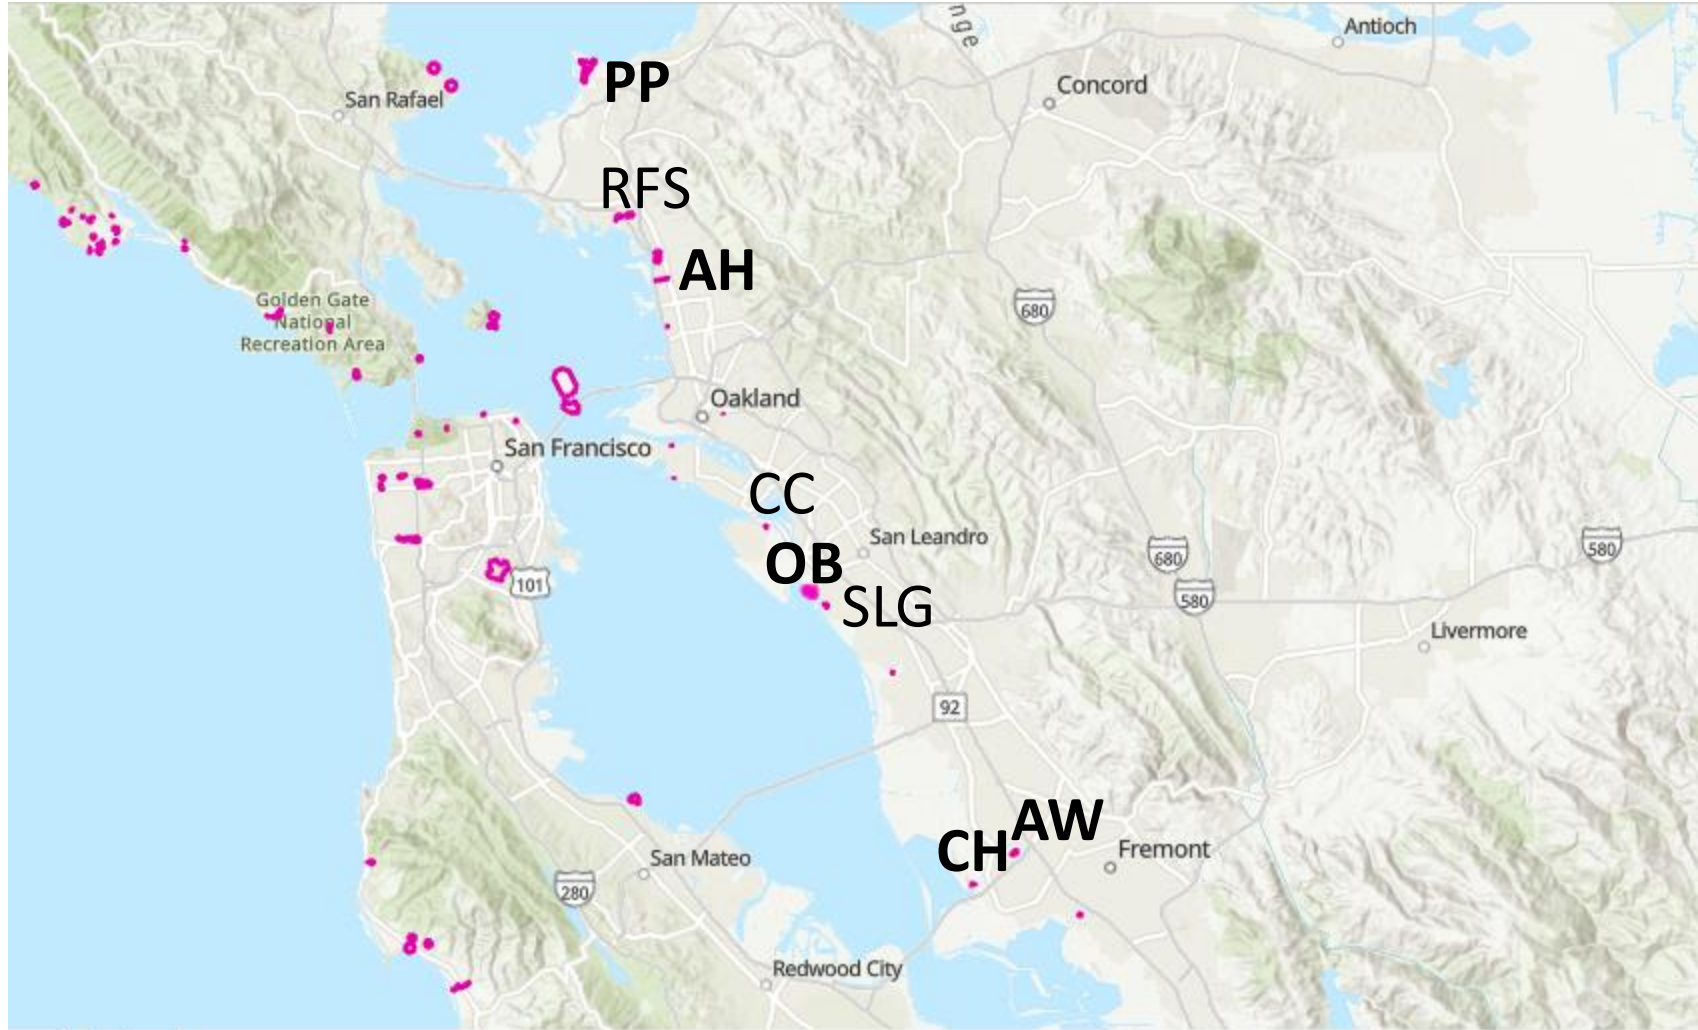 nge
Antioch
PP
Concord
San Rafael
RFS
AH
680
Golden Gate
National
Recreation Area
Oakland
San Francisco
CC
San Leandro
OB
680
580
101
580
SLG
Livermore
92
AW
CH
Fremont
San Mateo
280
Redwood City